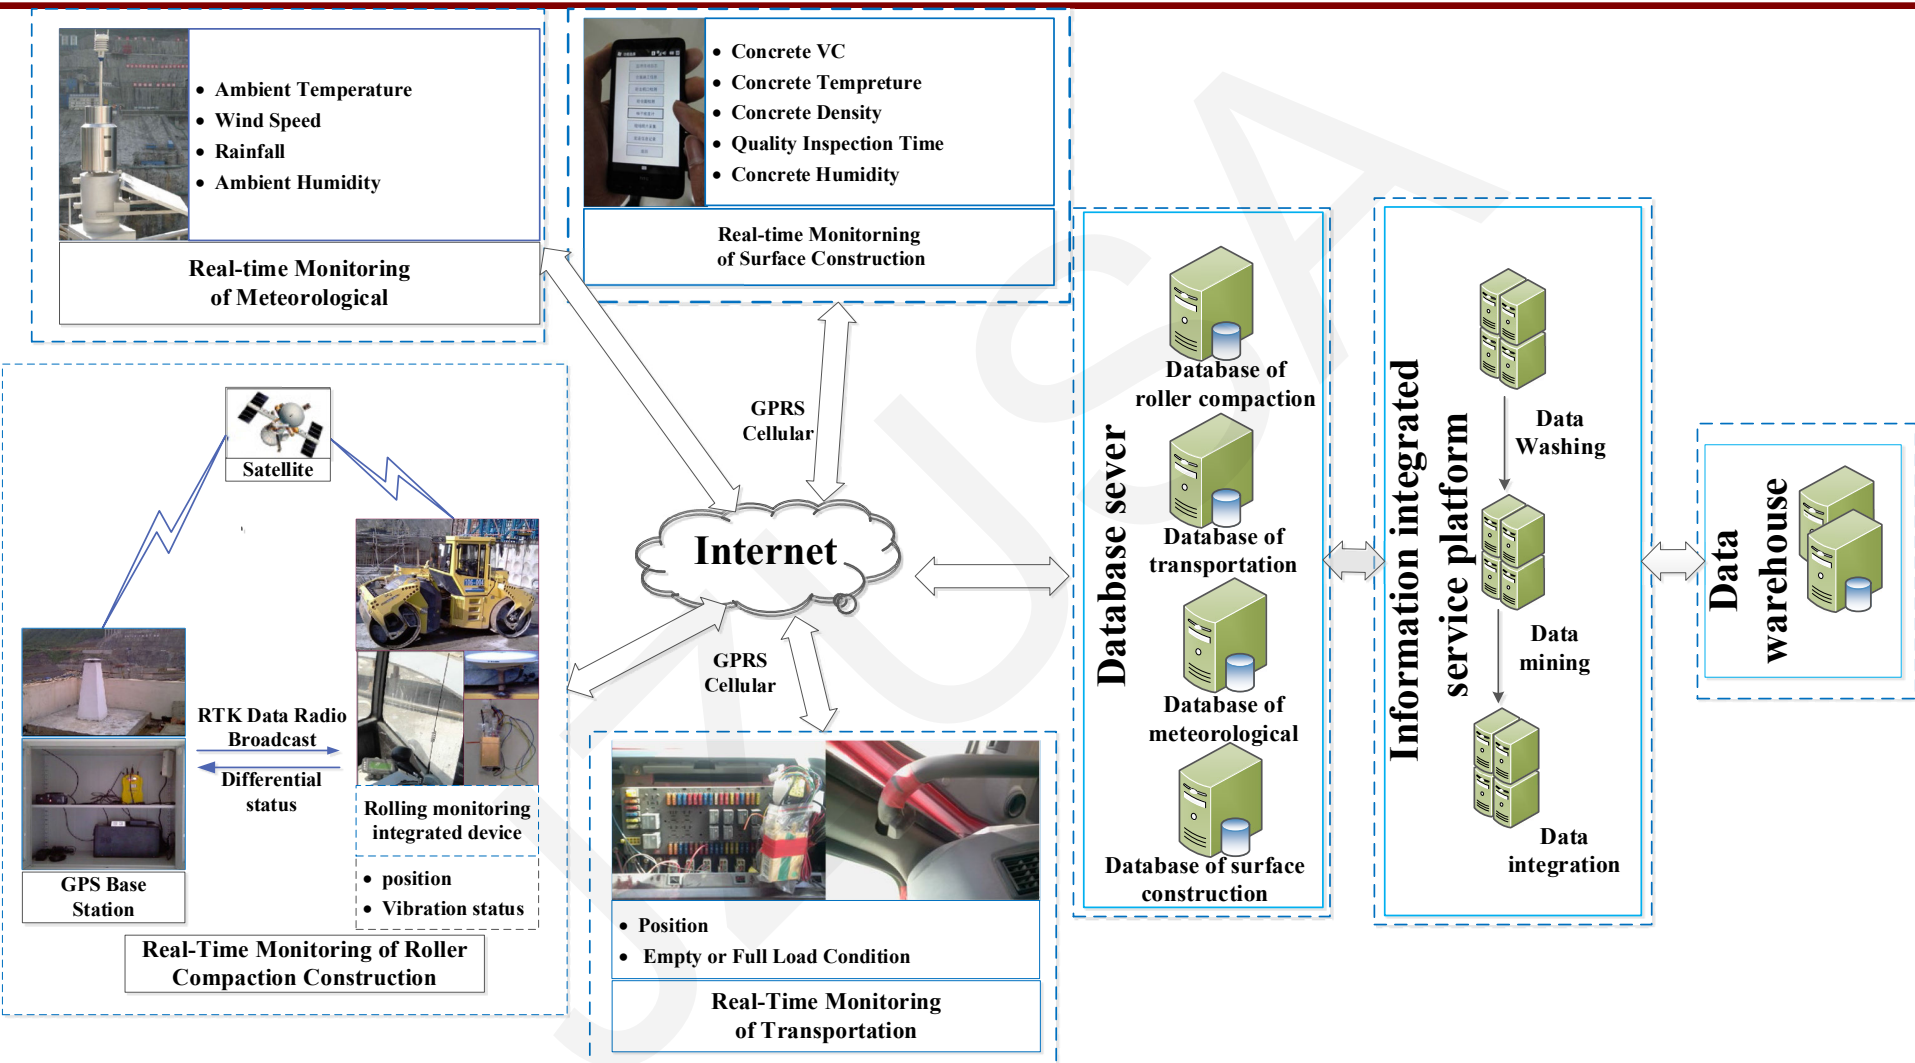 Ambient Temperature
Wind Speed
Rainfall
Ambient Humidity
Real-time Monitoring
of Meteorological
Concrete VC
Concrete Tempreture
Concrete Density
Quality Inspection Time
Concrete Humidity
Real-time Monitorning
of Surface Construction
Satellite
RTK Data Radio
Broadcast
Differential
status
GPS Base
Station
Rolling monitoring
integrated device
position
Vibration status
Real-Time Monitoring of Roller
Compaction Construction
GPRS
Cellular
Internet
GPRS
Cellular
Position
Empty or Full Load Condition
Real-Time Monitoring
of Transportation
Database sever
Database of
roller compaction
Database of
transportation
Database of
meteorological
Database of surface
construction
Information integrated
service platform
Data
Washing
Data
mining
Data
integration
Data
warehouse
JZUSA